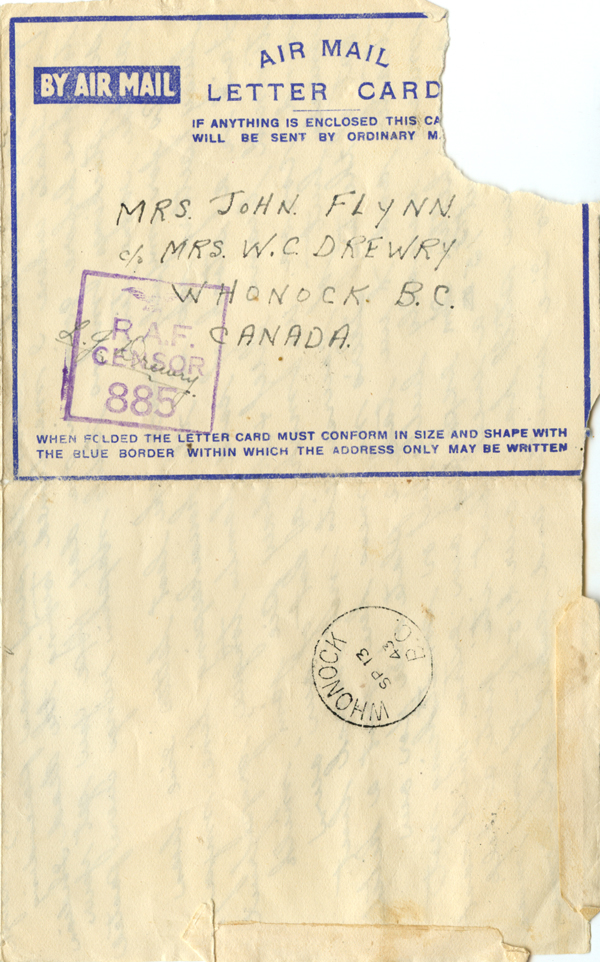 BY AIR MAIL
AIR MAIL
LETTER CARD
IF ANYTHING IS ENCLOSED THIS CA
WILL BE SENT BY ORDINARY M
MRS. JOHN. FLYNN.
c/o MRS. W.C. DREWRY
WHONOCK. B.C.
CANADA.
R.A.F.
CENSOR
885
WHEN FOLDED THE LETTER CARD MUST CONFORM IN SIZE AND SHAPE WITH
THE BLUE BORDER WITHIN WHICH THE ADDRESS ONLY MAY BE WRITTEN
WHONOCK B.C.
SP 13
43